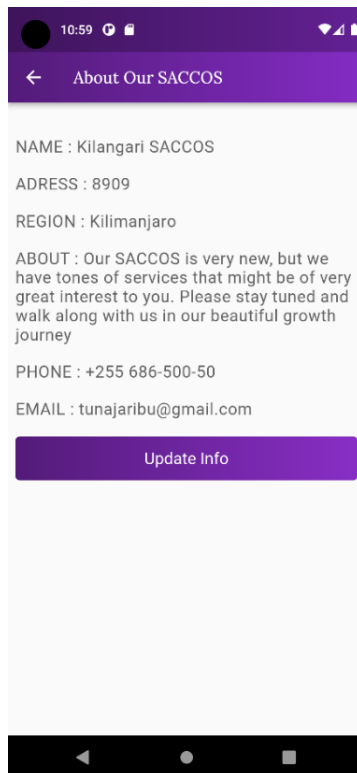 10:59
About Our SACCOS
NAME : Kilangari SACCOS
ADRESS : 8909
REGION : Kilimanjaro
ABOUT : Our SACCOS is very new, but we
have tones of services that might be of very
great interest to you. Please stay tuned and
walk along with us in our beautiful growth
journey
PHONE : +255 686-500-50
EMAIL : tunajaribu@gmail.com
Update Info